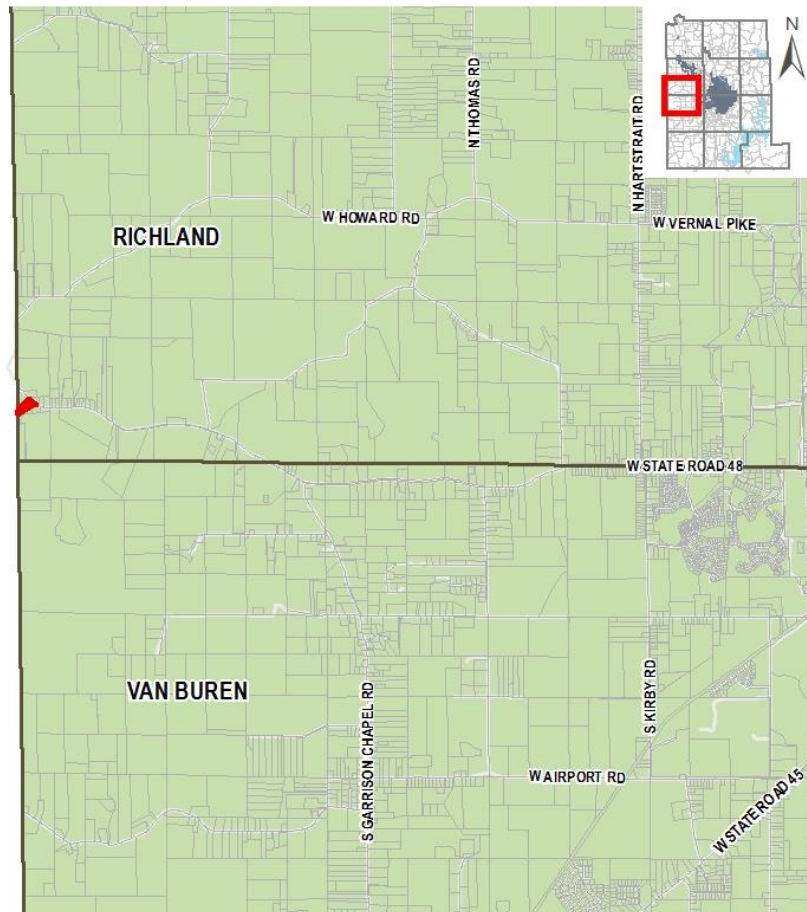 N
N THOMAS RD
N HARTSTRAIT RD
W HOWARD RD
W VERNAL PIKE
RICHLAND
W STATE ROAD 48
VAN BUREN
S GARRISON CHAPEL RD
S KIRBY RD
W AIRPORT RD
W STATE ROAD 45